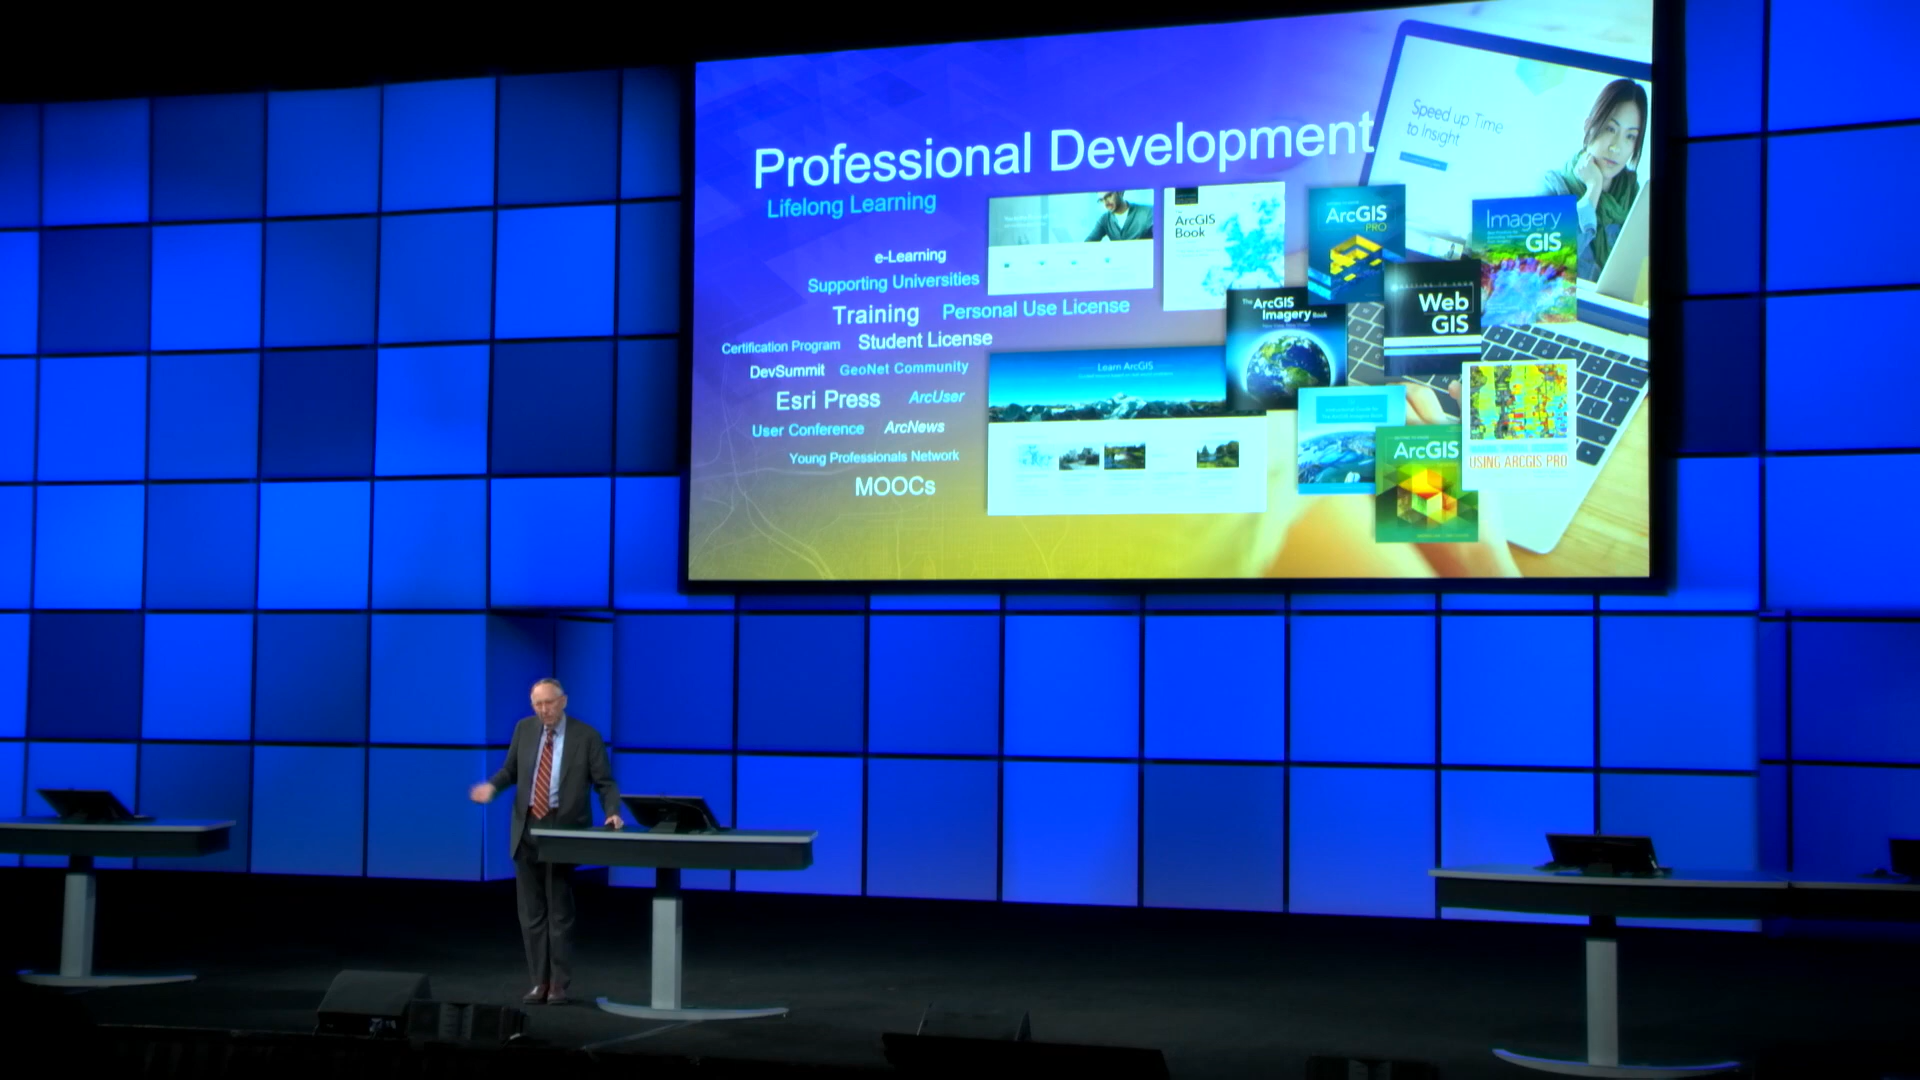 Professional Development
Lifelong Learning
e-Learning
Supporting Universities
Training Personal Use License
Certification Program Student License
DevSummit GeoNet Community
Esri Press ArcUser
User Conference ArcNews
Young Professionals Network
MOOCs
Speed up Time
to Insight
ArcGIS
Book
ArcGIS
PRO
Imagery
GIS
The ArcGIS
Imagery Book
Web
GIS
Learn ArcGIS
ArcGIS
USING ARCGIS PRO